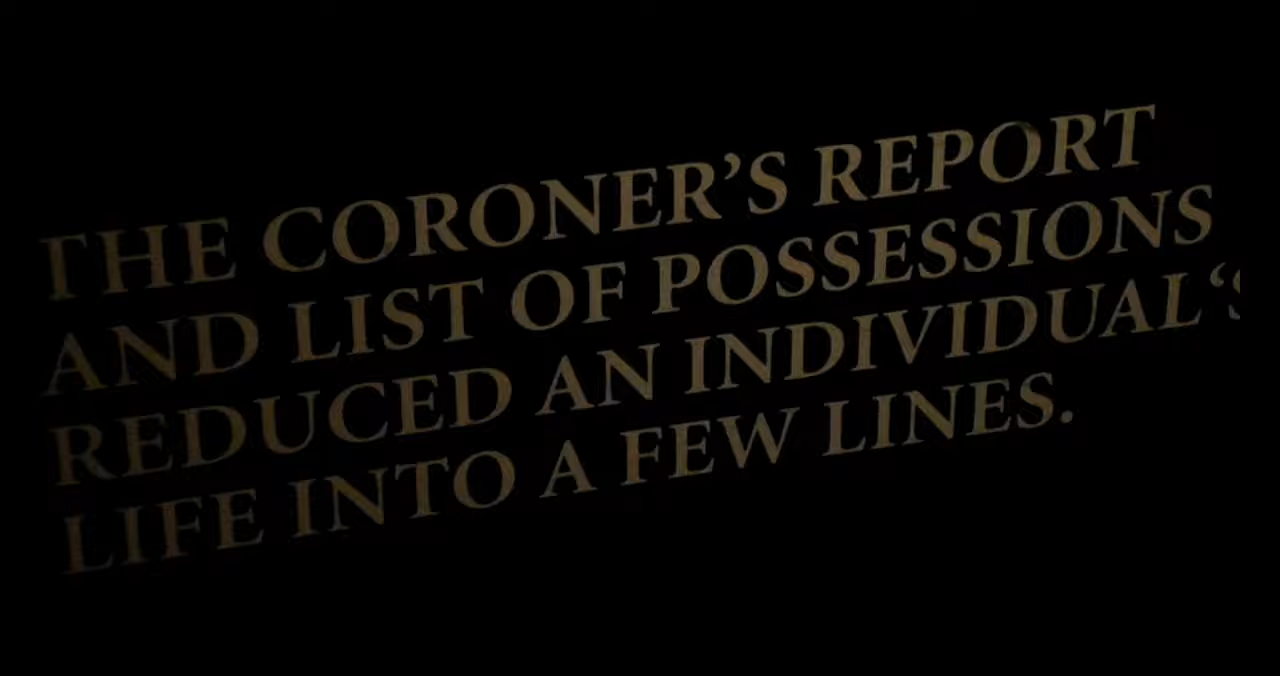 THE CORONER’S REPORT
AND LIST OF POSSESSIONS
REDUCED AN INDIVIDUAL‘S
LIFE INTO A FEW LINES.